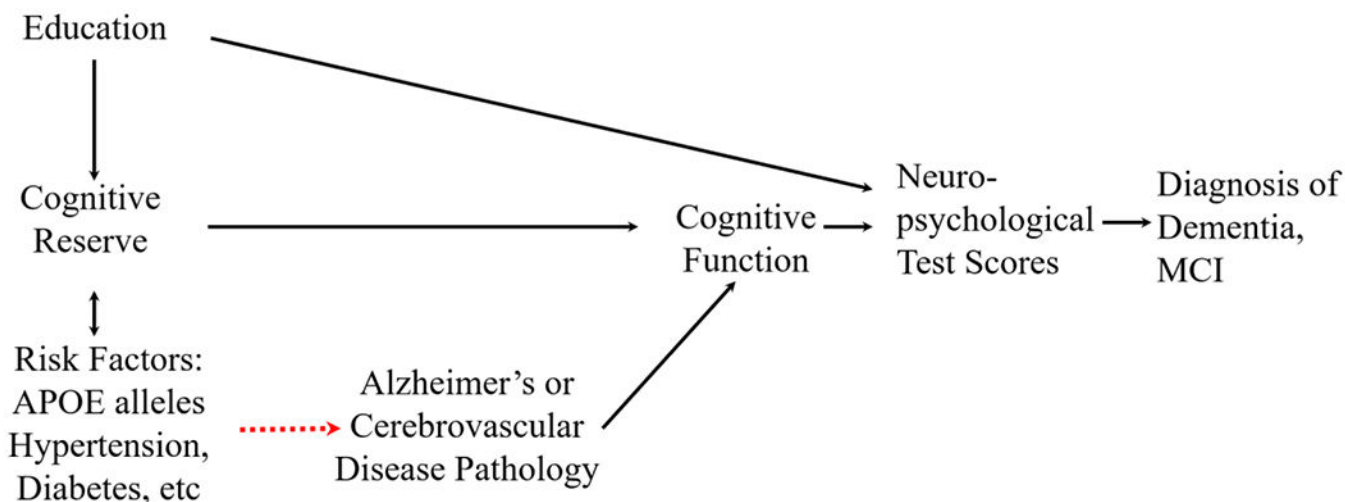 Education
Cognitive
Reserve
Risk Factors:
APOE alleles
Hypertension,
Diabetes, etc
Alzheimer’s or
Cerebrovascular
Disease Pathology
Cognitive
Function
Neuro-
psychological
Test Scores
Diagnosis of
Dementia,
MCI